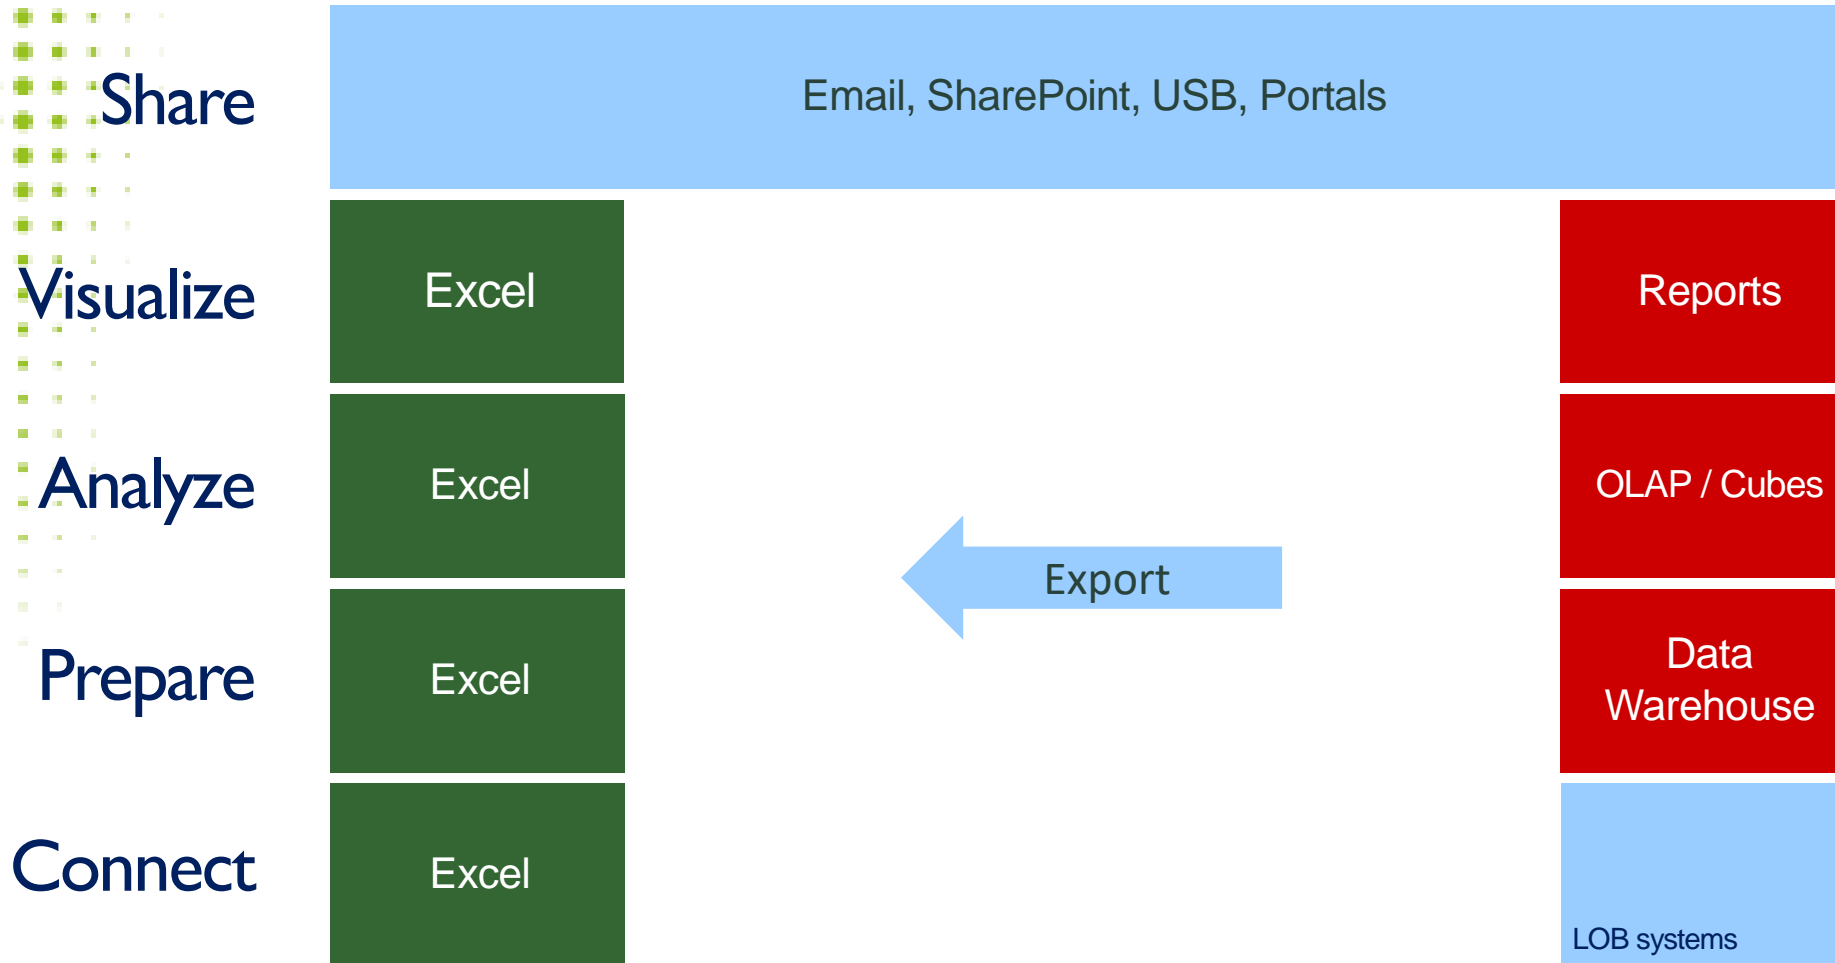 Share
Email, SharePoint, USB, Portals
Visualize
Excel
Reports
Analyze
Excel
OLAP / Cubes
Export
Prepare
Excel
Data
Warehouse
Connect
Excel
LOB systems